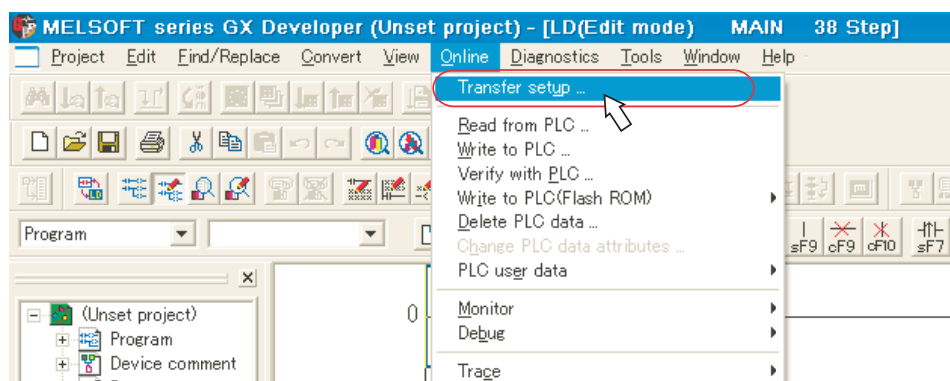 MELSOFT series GX Developer (Unset project) - [LD(Edit mode) MAIN 38 Step]
Project Edit Find/Replace Convert View Online Diagnostics Tools Window Help
Transfer setup ...
Read from PLC ...
Write to PLC ...
Verify with PLC ...
Write to PLC(Flash ROM)
Delete PLC data ...
Change PLC data attributes ...
PLC user data
Monitor
Debug
Trace
Program
sF9 cF9 cF10 sF7
0
(Unset project)
Program
Device comment